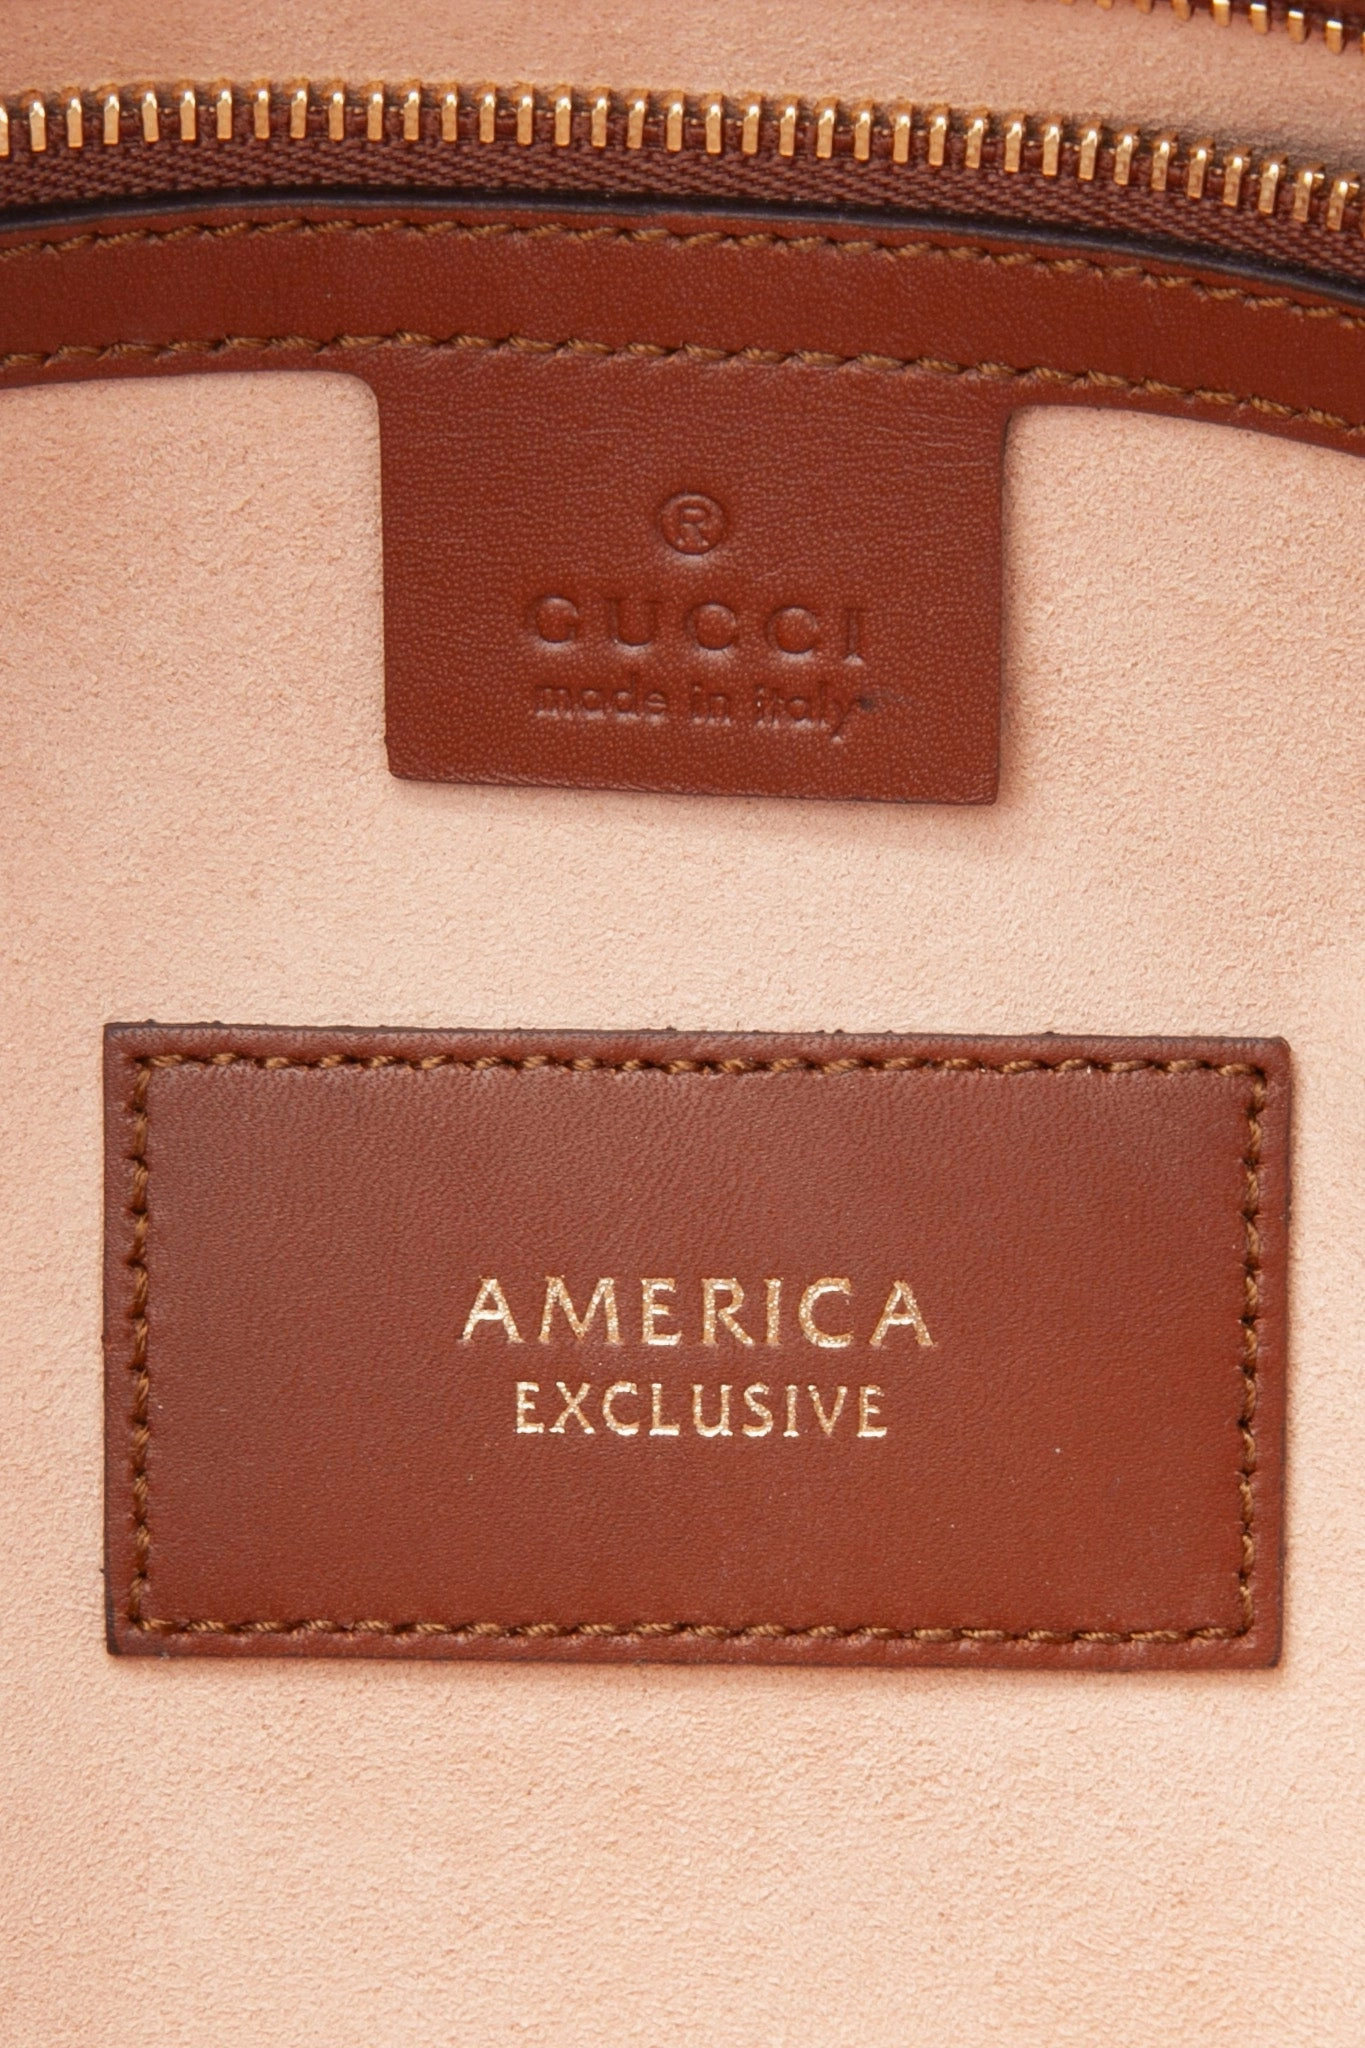 ®
GUCCI
made in italy
AMERICA
EXCLUSIVE